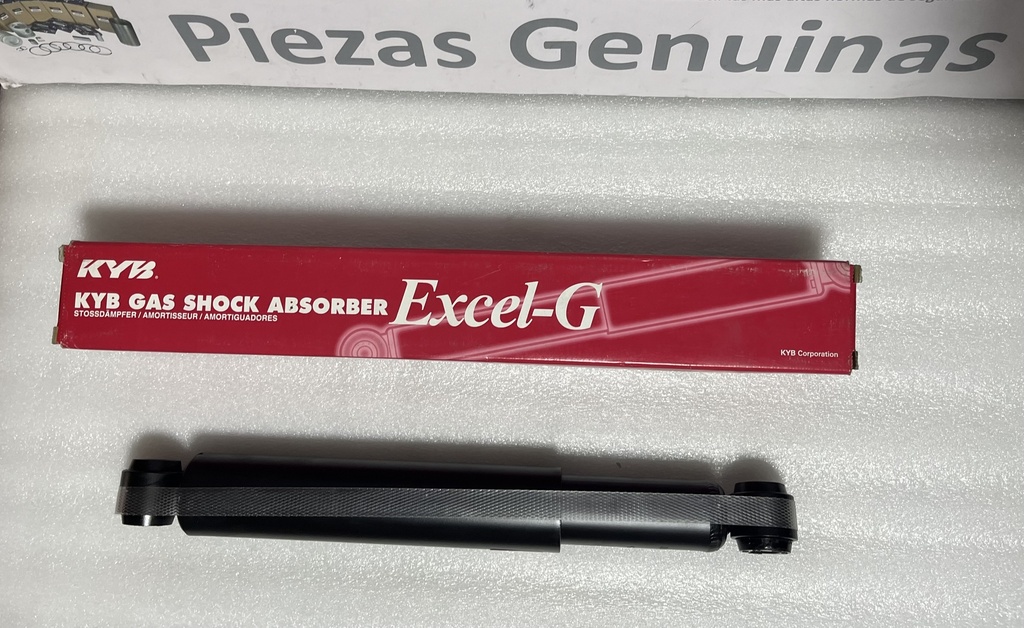 Piezas Genuinas
KYB
KYB GAS SHOCK ABSORBER Excel-G
STOSSDÄMPFER / AMORTISSEUR / AMORTIGUADORES
KYB Corporation